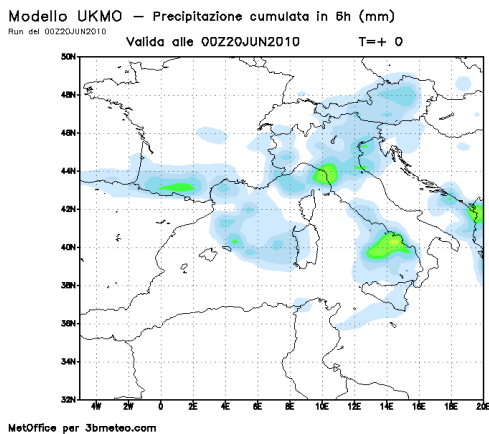 Modello UKMO – Precipitazione cumulata in 6h (mm)
Run del 00Z20JUN2010
Valida alle 00Z20JUN2010 T=+ 0
50N
48N
46N
44N
42N
40N
38N
36N
34N
32N
4W 2W 0 2E 4E 6E 8E 10E 12E 14E 16E 18E 20E
MetOffice per 3bmeteo.com